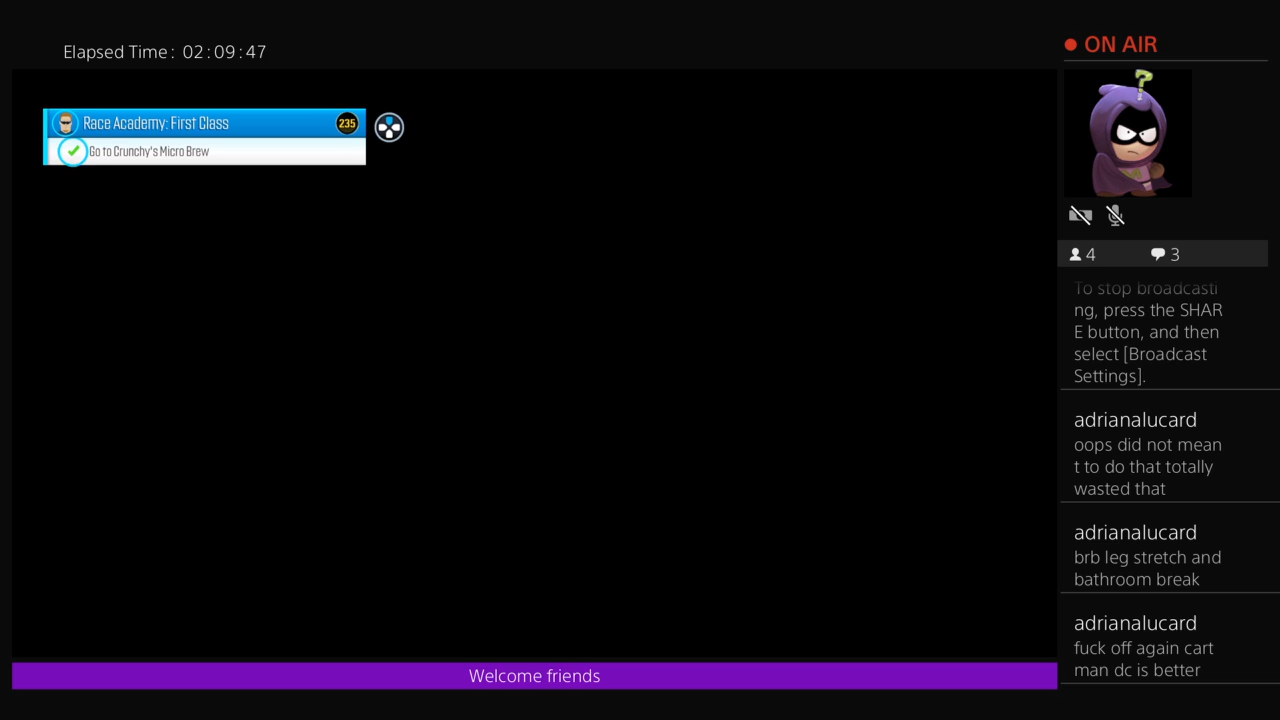 Elapsed Time: 02:09:47
ON AIR
Race Academy: First Class
235
Go to Crunchy's Micro Brew
?
4
3
To stop broadcasti
ng, press the SHAR
E button, and then
select [Broadcast
Settings].
adrianalucard
oops did not mean
t to do that totally
wasted that
adrianalucard
brb leg stretch and
bathroom break
adrianalucard
fuck off again cart
man dc is better
Welcome friends